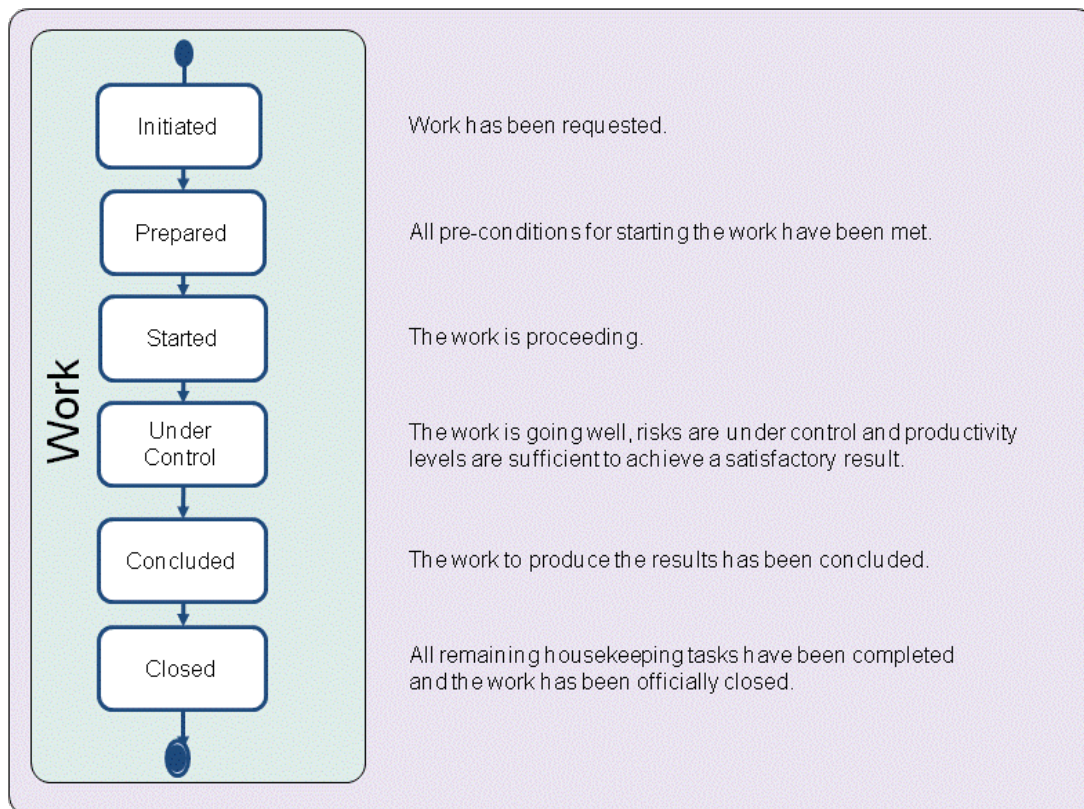 Work
Initiated
Work has been requested.
Prepared
All pre-conditions for starting the work have been met.
Started
The work is proceeding.
Under
Control
The work is going well, risks are under control and productivity
levels are sufficient to achieve a satisfactory result.
Concluded
The work to produce the results has been concluded.
Closed
All remaining housekeeping tasks have been completed
and the work has been officially closed.